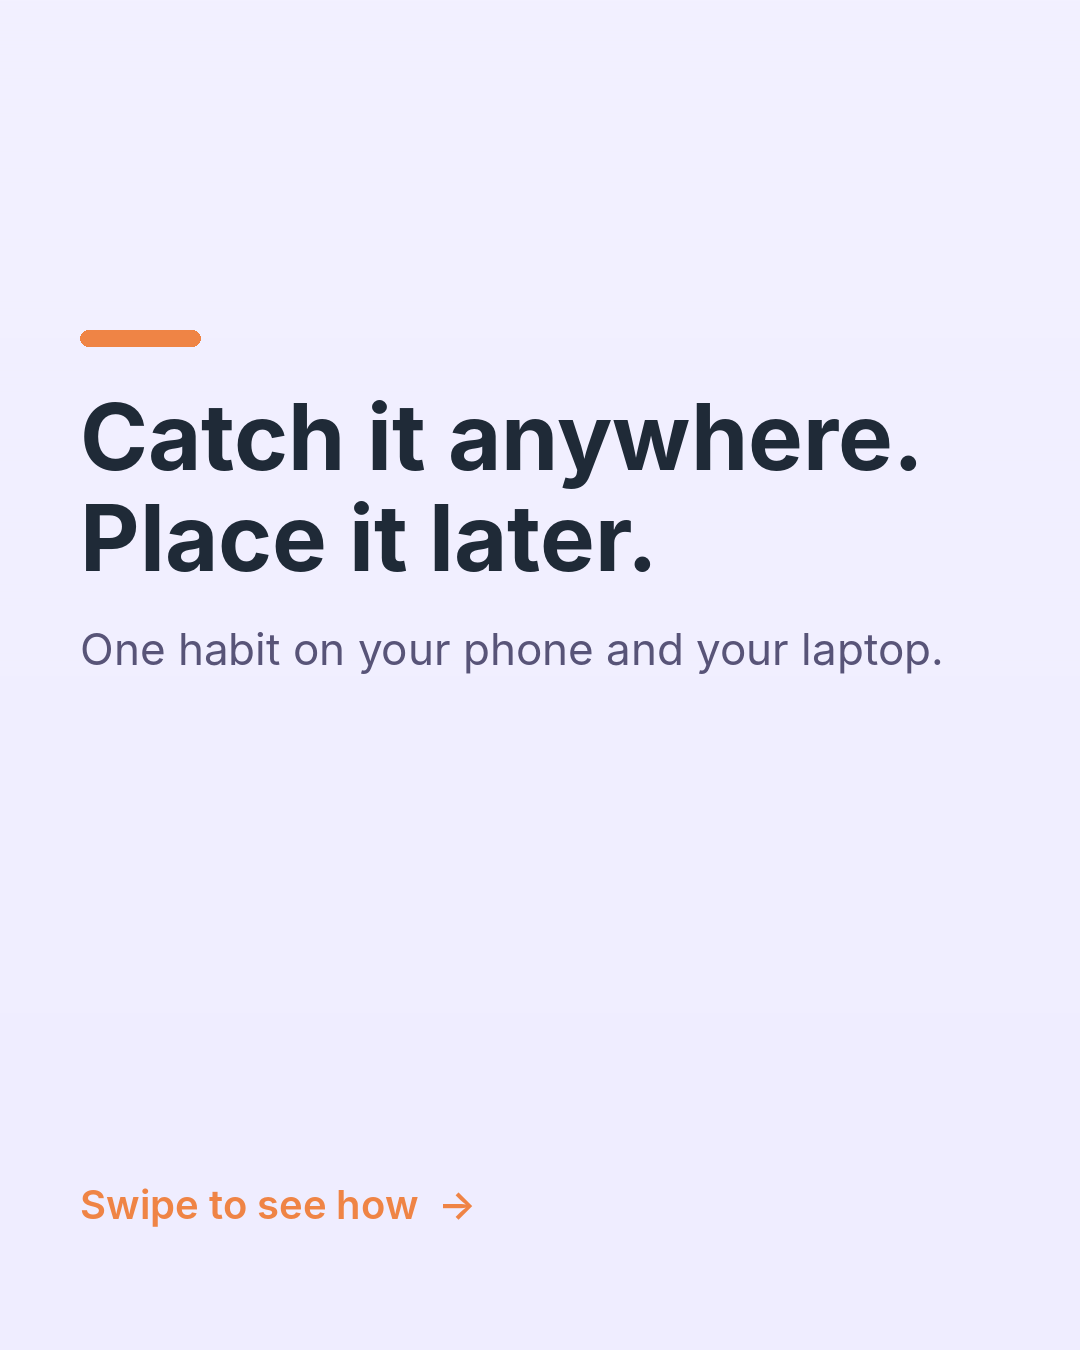 Catch it anywhere.
Place it later.
One habit on your phone and your laptop.
Swipe to see how →